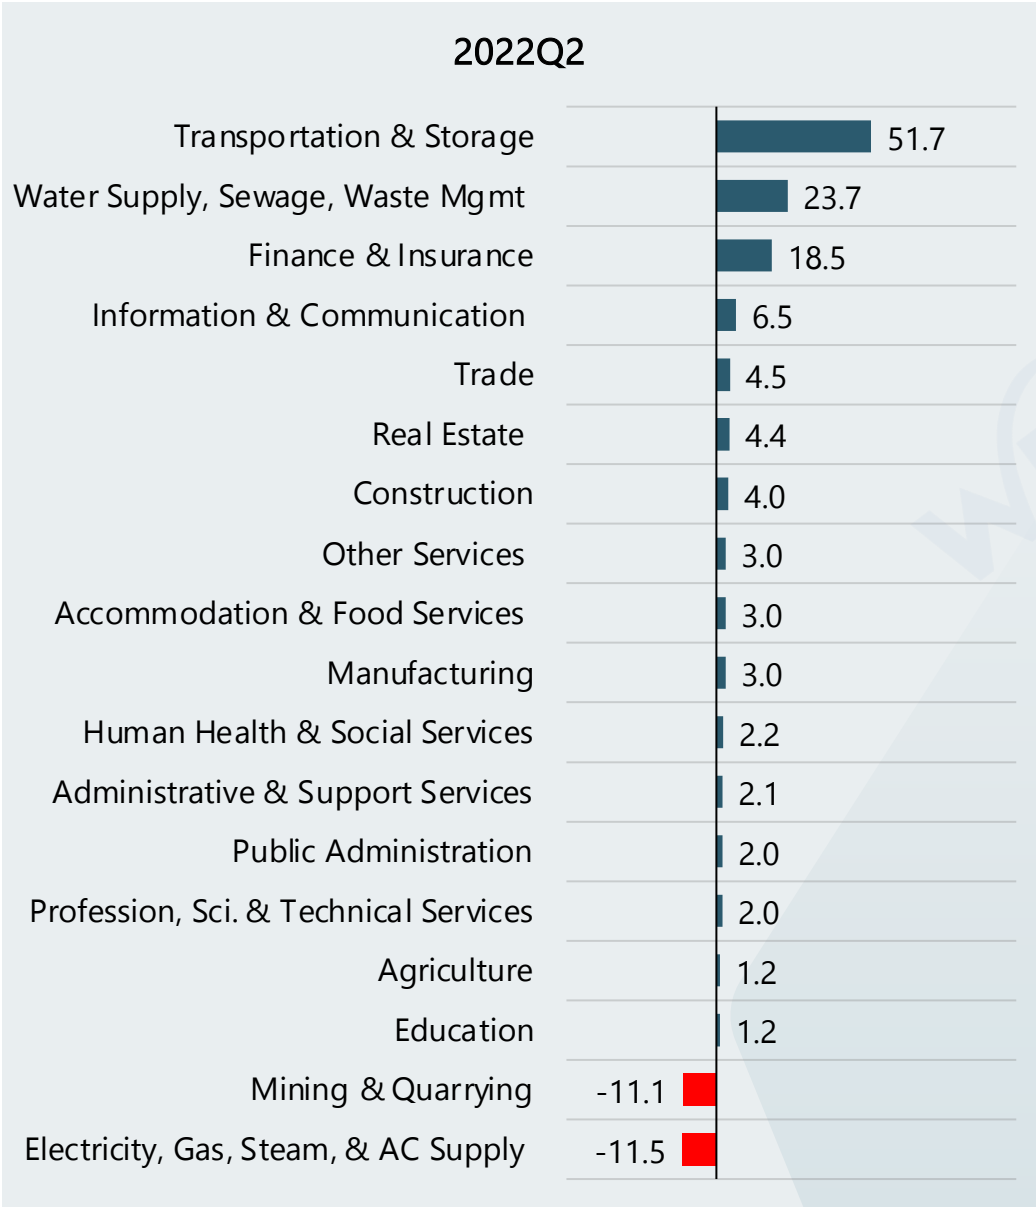 2022Q2
Transportation & Storage 51.7
Water Supply, Sewage, Waste Mgmt 23.7
Finance & Insurance 18.5
Information & Communication 6.5
Trade 4.5
Real Estate 4.4
Construction 4.0
Other Services 3.0
Accommodation & Food Services 3.0
Manufacturing 3.0
Human Health & Social Services 2.2
Administrative & Support Services 2.1
Public Administration 2.0
Profession, Sci. & Technical Services 2.0
Agriculture 1.2
Education 1.2
Mining & Quarrying -11.1
Electricity, Gas, Steam, & AC Supply -11.5